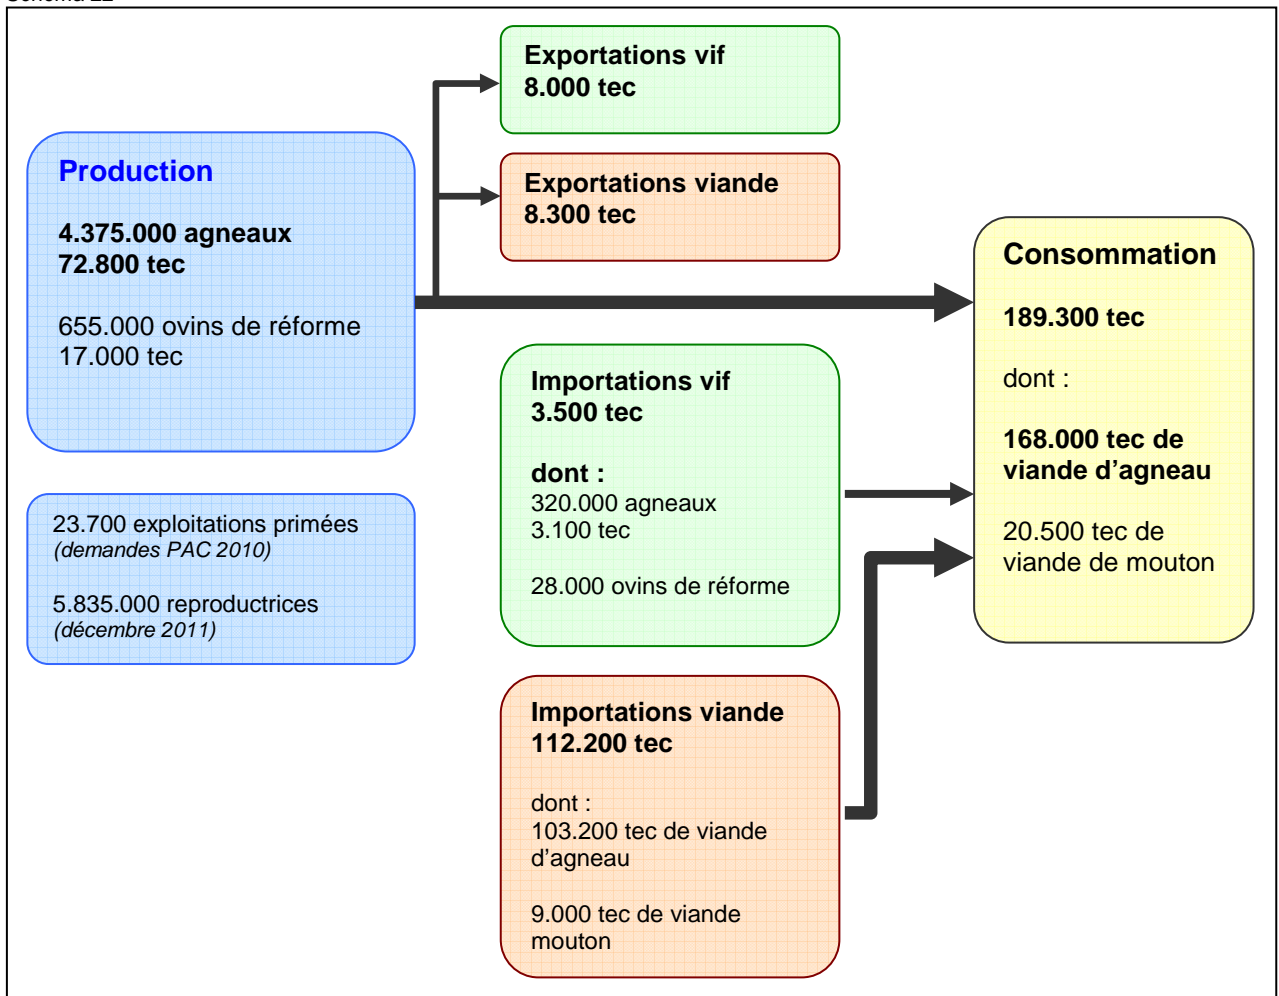 Exportations vif
8.000 tec
Production
4.375.000 agneaux
72.800 tec
655.000 ovins de réforme
17.000 tec
Exportations viande
8.300 tec
Consommation
189.300 tec
dont :
168.000 tec de
viande d’agneau
20.500 tec de
viande de mouton
Importations vif
3.500 tec
dont :
320.000 agneaux
3.100 tec
28.000 ovins de réforme
23.700 exploitations primées
(demandes PAC 2010)
5.835.000 reproductrices
(décembre 2011)
Importations viande
112.200 tec
dont :
103.200 tec de viande
d’agneau
9.000 tec de viande
mouton